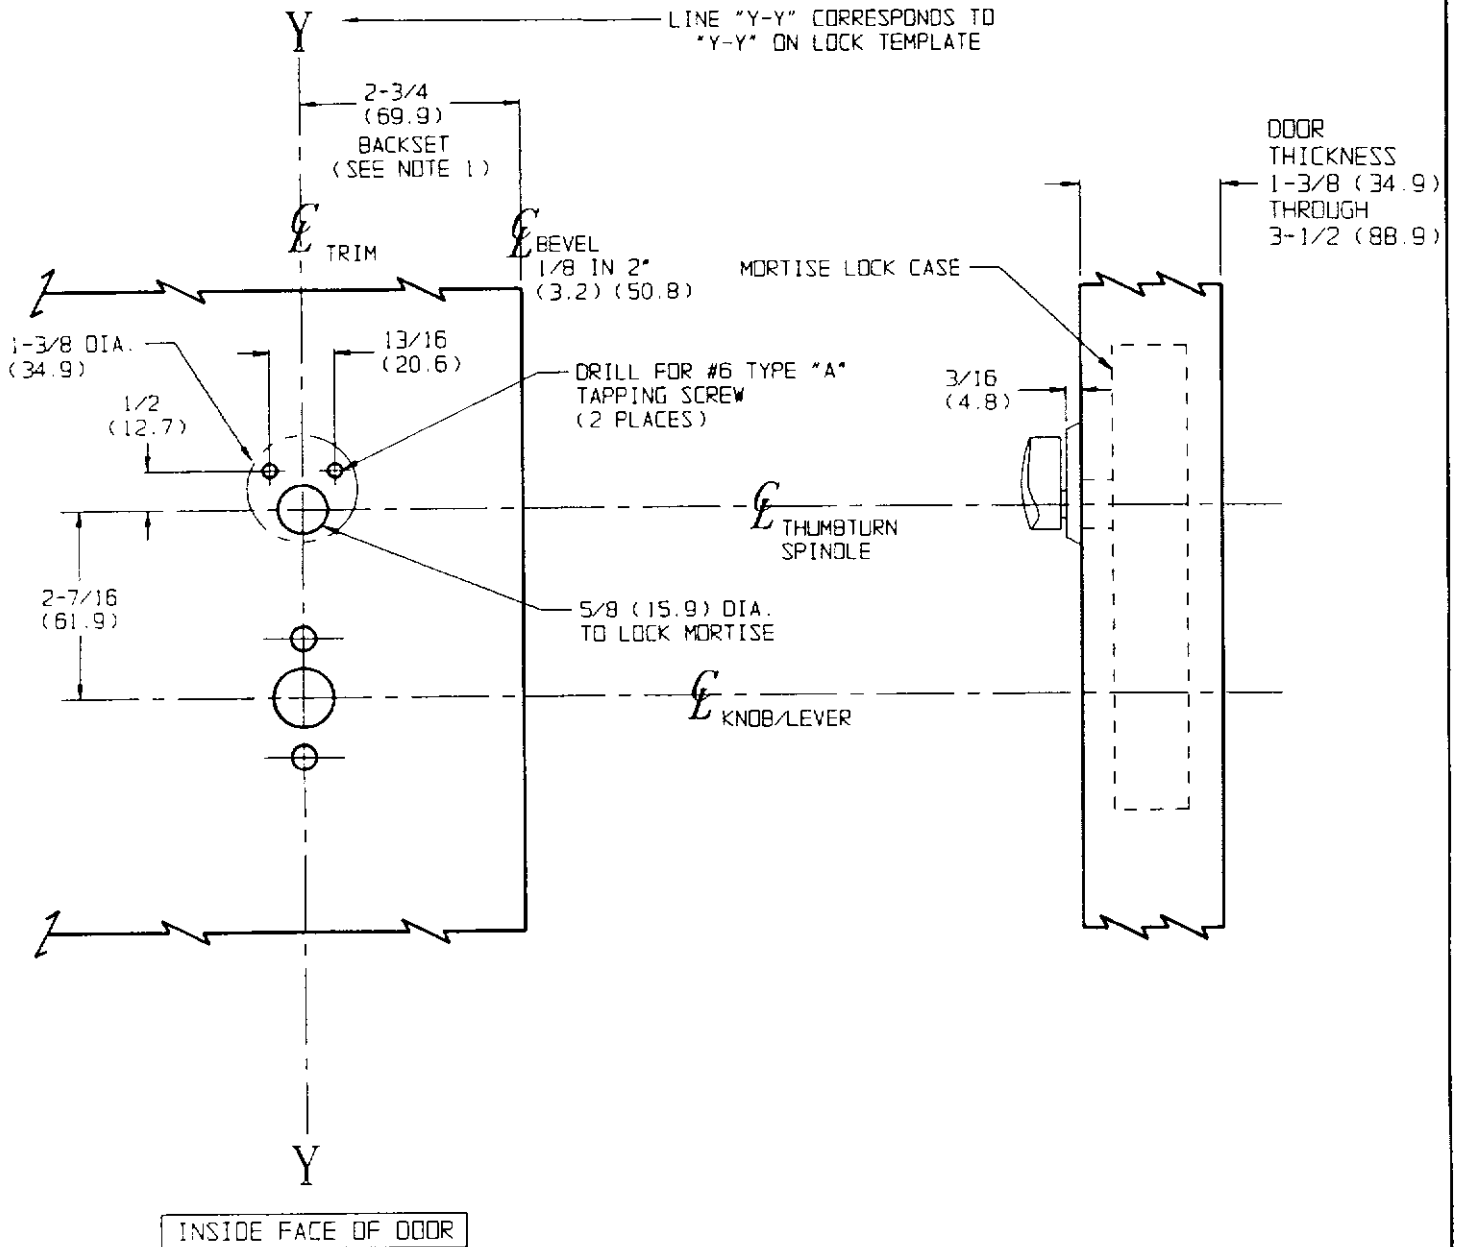 Y
LINE "Y-Y" CORRESPONDS TO
"Y-Y" ON LOCK TEMPLATE
2-3/4
(69.9)
BACKSET
(SEE NOTE 1)
DOOR
THICKNESS
1-3/8 (34.9)
THROUGH
3-1/2 (88.9)
℄ TRIM
℄ BEVEL
1/8 IN 2"
(3.2) (50.8)
MORTISE LOCK CASE
1-3/8 DIA.
(34.9)
13/16
(20.6)
DRILL FOR #6 TYPE "A"
TAPPING SCREW
(2 PLACES)
3/16
(4.8)
1/2
(12.7)
℄ THUMBTURN
SPINDLE
2-7/16
(61.9)
5/8 (15.9) DIA.
TO LOCK MORTISE
℄ KNOB/LEVER
Y
INSIDE FACE OF DOOR